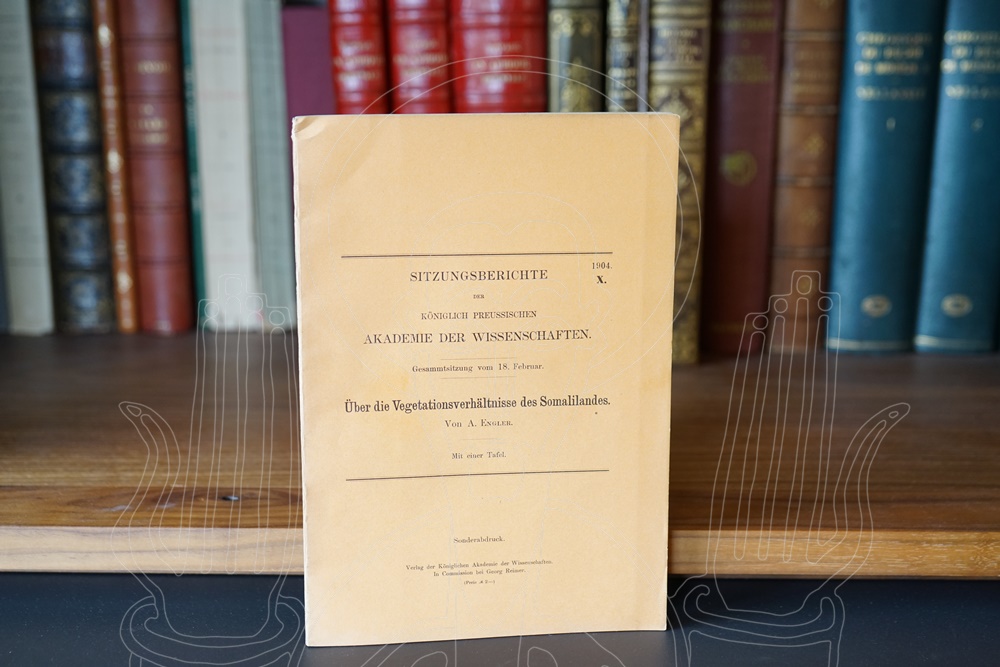 1904.
SITZUNGSBERICHTE
X.
DER
KÖNIGLICH PREUSSISCHEN
AKADEMIE DER WISSENSCHAFTEN.
Gesammtsitzung vom 18. Februar.
Über die Vegetationsverhältnisse des Somalilandes.
Von A. Engler.
Mit einer Tafel.
Sonderabdruck.
Verlag der Königlichen Akademie der Wissenschaften.
In Commission bei Georg Reimer.